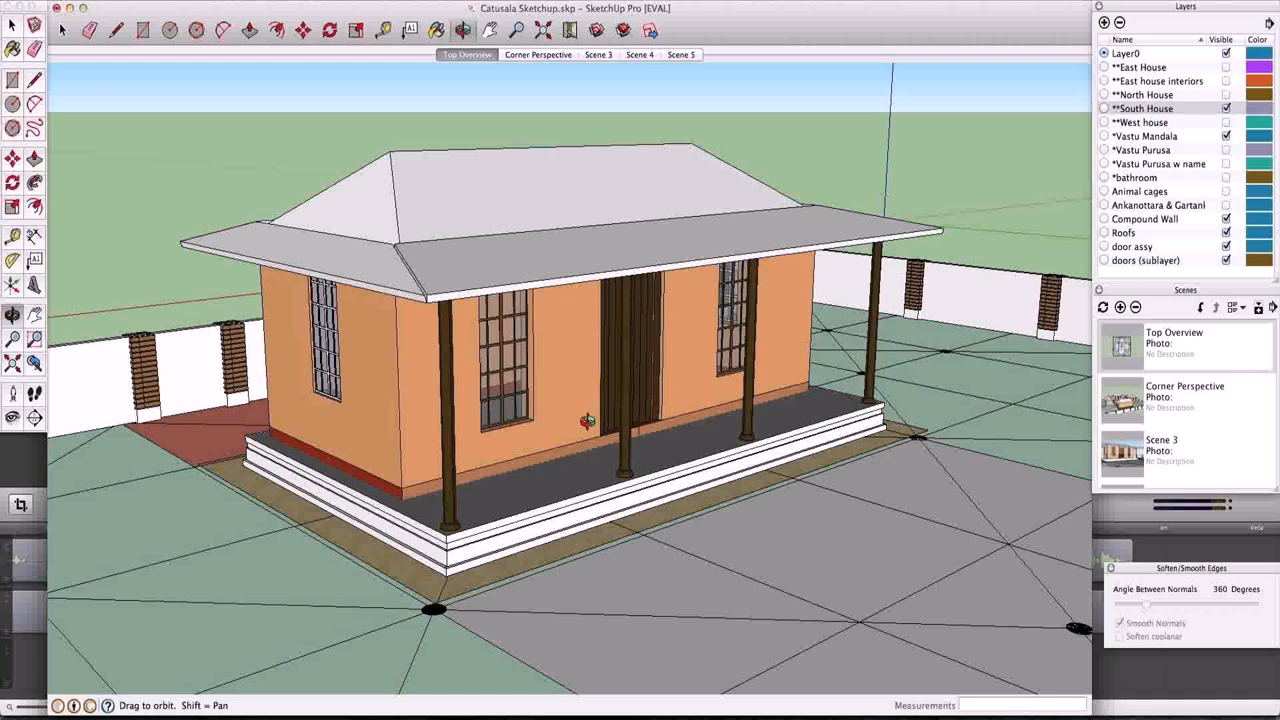 Catusala Sketchup.skp - SketchUp Pro [EVAL]
Top Overview
Corner Perspective
Scene 3
Scene 4
Scene 5
Layers
Name
Visible
Color
Layer0
**East House
**East house interiors
**North House
**South House
**West house
*Vastu Mandala
*Vastu Purusa
*Vastu Purusa w name
*bathroom
Animal cages
Ankanottara & Gartank
Compound Wall
Roofs
door assy
doors (sublayer)
Scenes
Top Overview
Photo:
No Description
Corner Perspective
Photo:
No Description
Scene 3
Photo:
No Description
Soften/Smooth Edges
Angle Between Normals 360 Degrees
Smooth Normals
Soften coplanar
Drag to orbit. Shift = Pan
Measurements